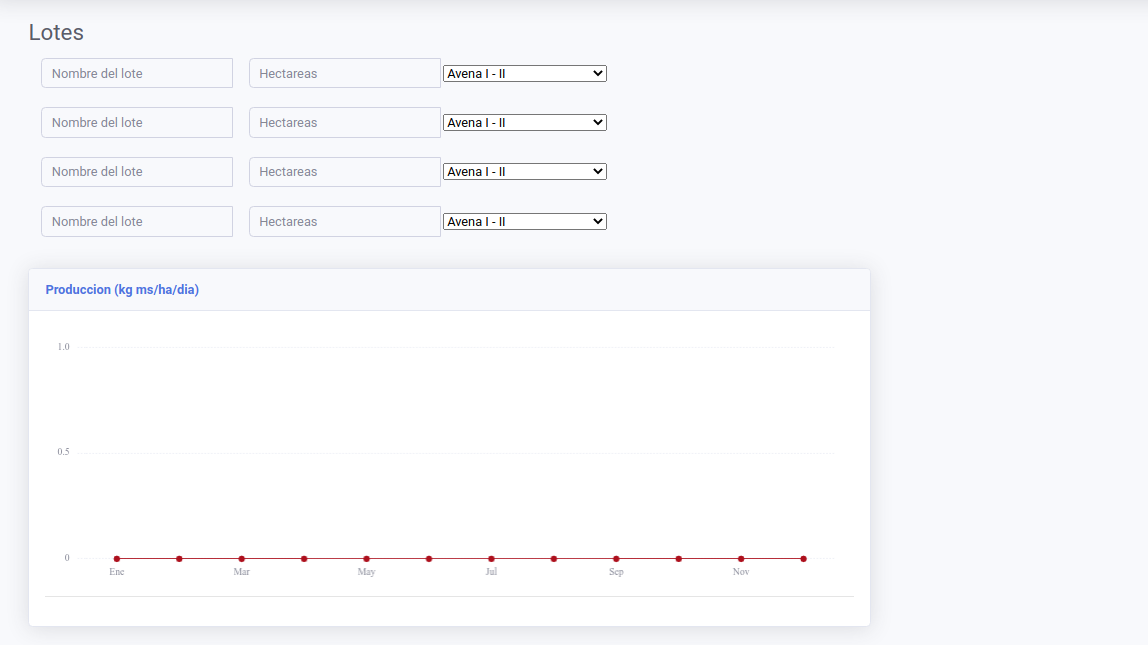 Lotes
Nombre del lote Hectareas Avena I - II
Nombre del lote Hectareas Avena I - II
Nombre del lote Hectareas Avena I - II
Nombre del lote Hectareas Avena I - II
Produccion (kg ms/ha/dia)
1.0
0.5
0
Ene Mar May Jul Sep Nov